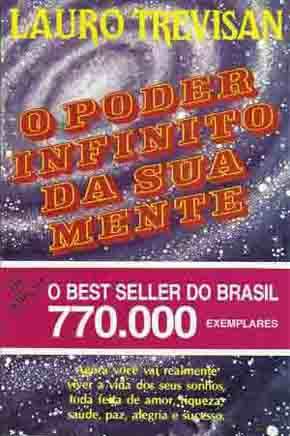 LAURO TREVISAN
O PODER
INFINITO
DA SUA
MENTE
O BEST SELLER DO BRASIL
770.000 EXEMPLARES
Agora você vai realmente
viver a vida dos seus sonhos,
toda feita de amor, riqueza,
saúde, paz, alegria e sucesso.